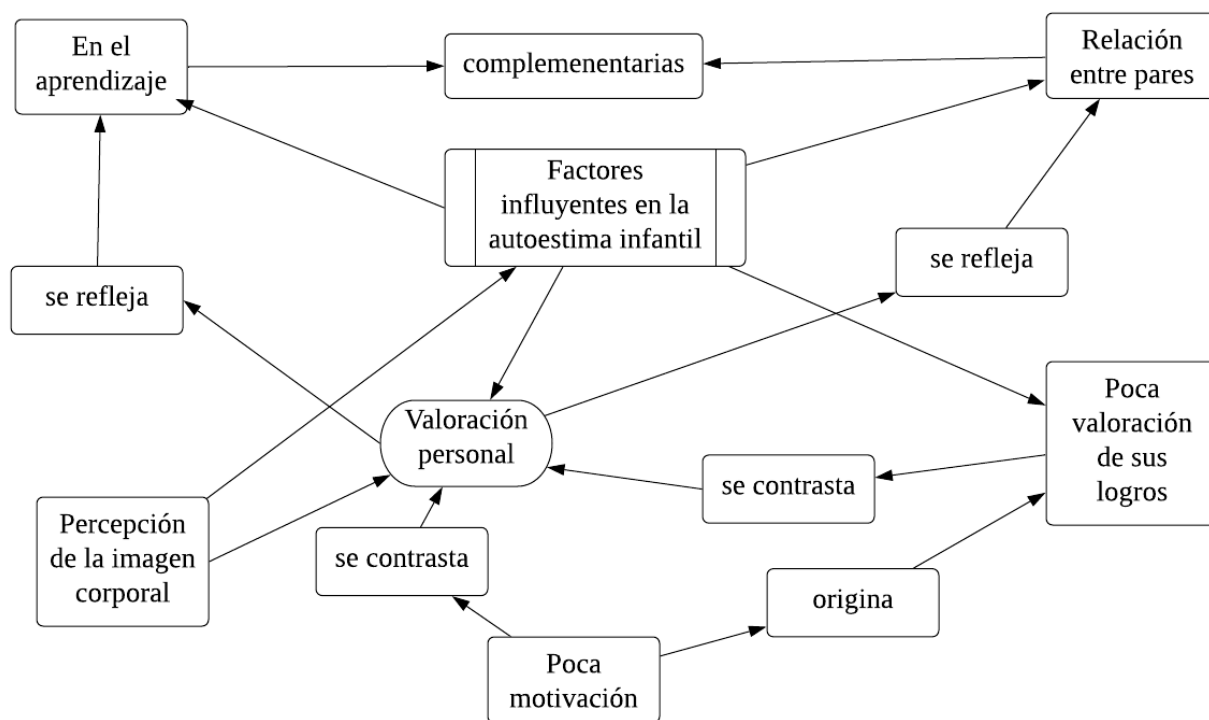 En el
aprendizaje
complemenentarias
Relación
entre pares
Factores
influyentes en la
autoestima infantil
se refleja
se refleja
Valoración
personal
Poca
valoración
de sus
logros
se contrasta
Percepción
de la imagen
corporal
se contrasta
origina
Poca
motivación